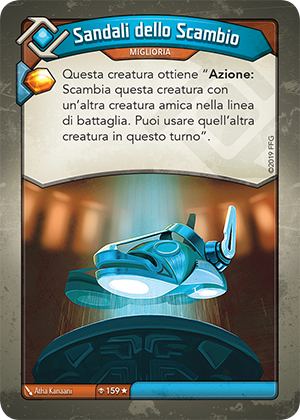 Sandali dello Scambio
MIGLIORIA
Questa creatura ottiene “Azione:
Scambia questa creatura con
un’altra creatura amica nella linea
di battaglia. Puoi usare quell’altra
creatura in questo turno”.
©2019 FFG
Atha Kanaani
159